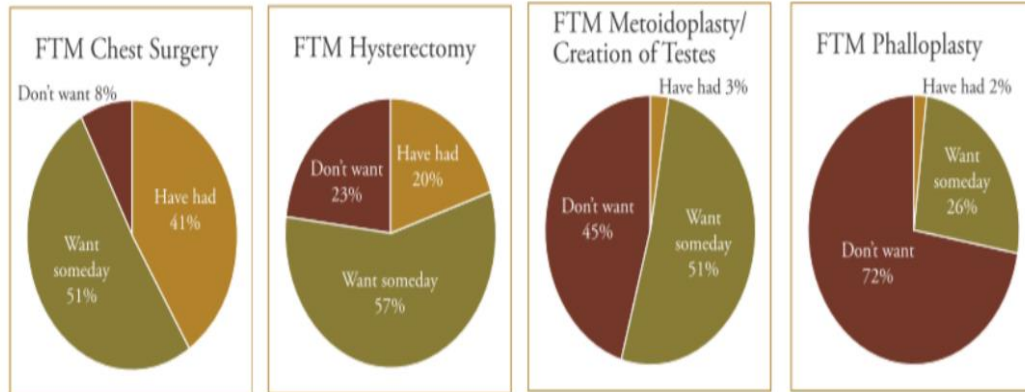 FTM Chest Surgery
Don't want 8%
Have had
41%
Want
someday
51%
FTM Hysterectomy
Don't want
23%
Have had
20%
Want someday
57%
FTM Metoidoplasty/
Creation of Testes
Have had 3%
Don't want
45%
Want
someday
51%
FTM Phalloplasty
Have had 2%
Want
someday
26%
Don't want
72%